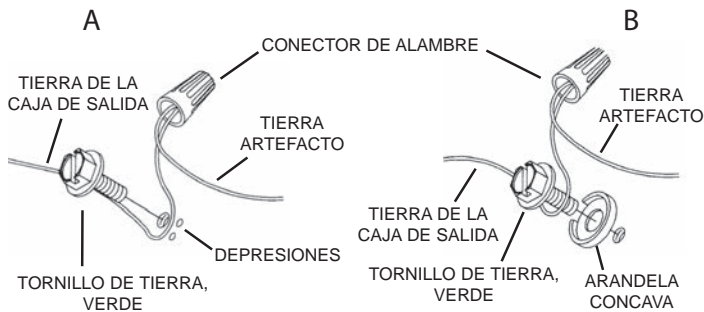 A
B
CONECTOR DE ALAMBRE
TIERRA DE LA
CAJA DE SALIDA
TIERRA
ARTEFACTO
TIERRA
ARTEFACTO
TIERRA DE LA
CAJA DE SALIDA
DEPRESIONES
TORNILLO DE TIERRA,
VERDE
TORNILLO DE TIERRA,
VERDE
ARANDELA
CONCAVA